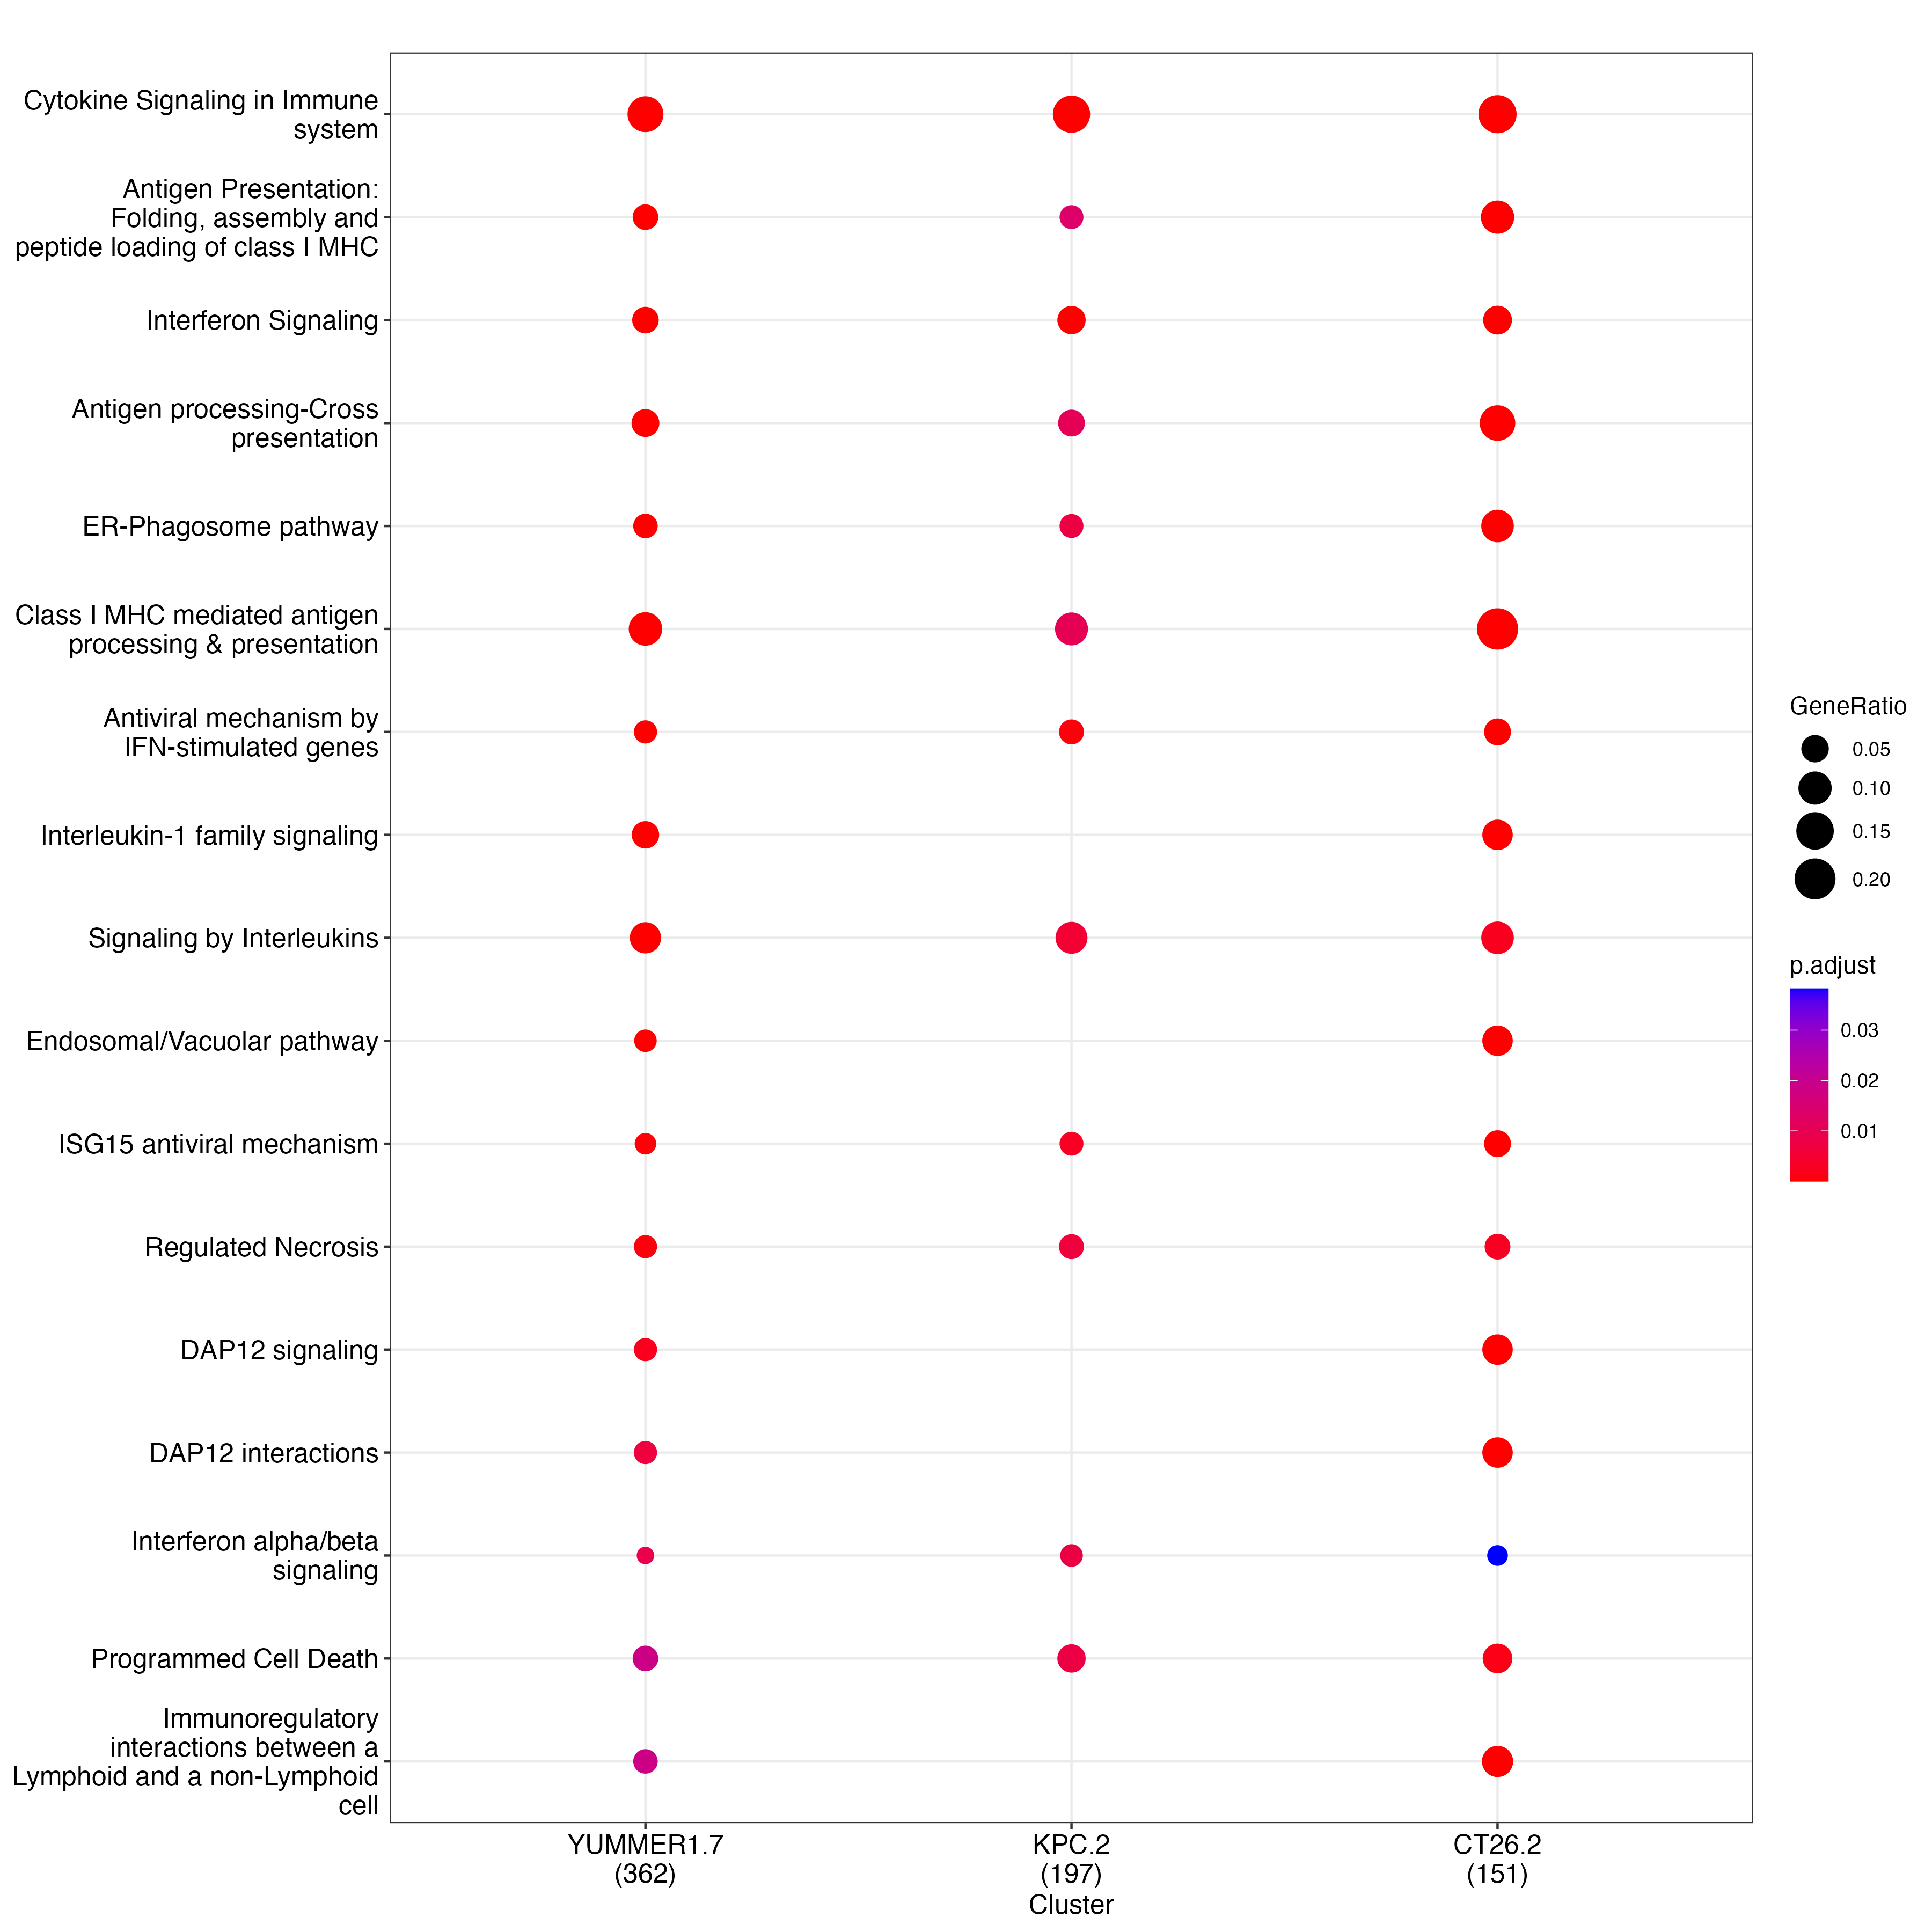 Cytokine Signaling in Immune
system
Antigen Presentation:
Folding, assembly and
peptide loading of class I MHC
Interferon Signaling
Antigen processing-Cross
presentation
ER-Phagosome pathway
Class I MHC mediated antigen
processing & presentation
Antiviral mechanism by
IFN-stimulated genes
Interleukin-1 family signaling
Signaling by Interleukins
Endosomal/Vacuolar pathway
ISG15 antiviral mechanism
Regulated Necrosis
DAP12 signaling
DAP12 interactions
Interferon alpha/beta
signaling
Programmed Cell Death
Immunoregulatory
interactions between a
Lymphoid and a non-Lymphoid
cell
YUMMER1.7
(362)
KPC.2
(197)
CT26.2
(151)
Cluster
GeneRatio
0.05
0.10
0.15
0.20
p.adjust
0.03
0.02
0.01